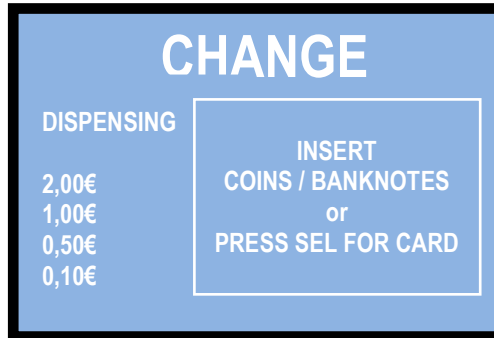 CHANGE
DISPENSING
2,00€
1,00€
0,50€
0,10€
INSERT
COINS / BANKNOTES
or
PRESS SEL FOR CARD